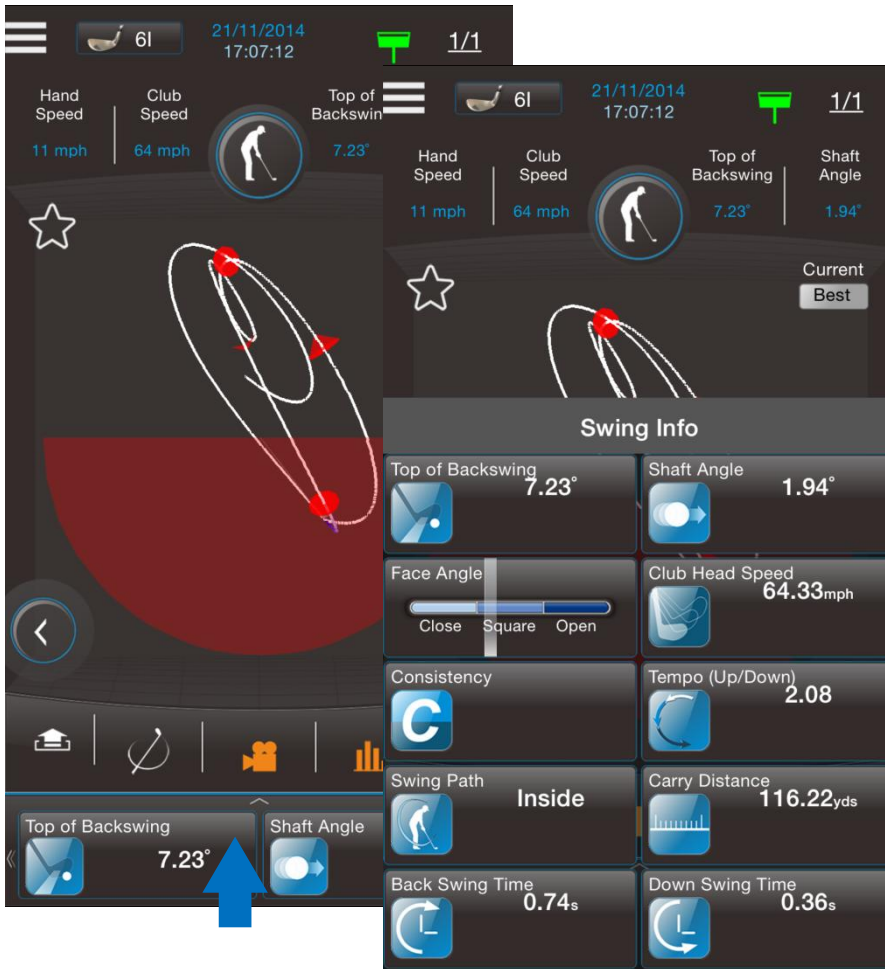 6I
21/11/2014
17:07:12
1/1
Hand
Speed
Club
Speed
Top of
11 mph
64 mph
7.23°
Top of Backswing
7.23°
Shaft Angle
6I
21/11/2014
17:07:12
1/1
Hand
Speed
Club
Speed
Top of
Backswing
Shaft
Angle
11 mph
64 mph
7.23°
1.94°
Current
Best
Swing Info
Top of Backswing
7.23°
Shaft Angle
1.94°
Face Angle
Close Square Open
Club Head Speed
64.33mph
Consistency
C
Tempo (Up/Down)
2.08
Swing Path
Inside
Carry Distance
116.22yds
Back Swing Time
0.74s
Down Swing Time
0.36s